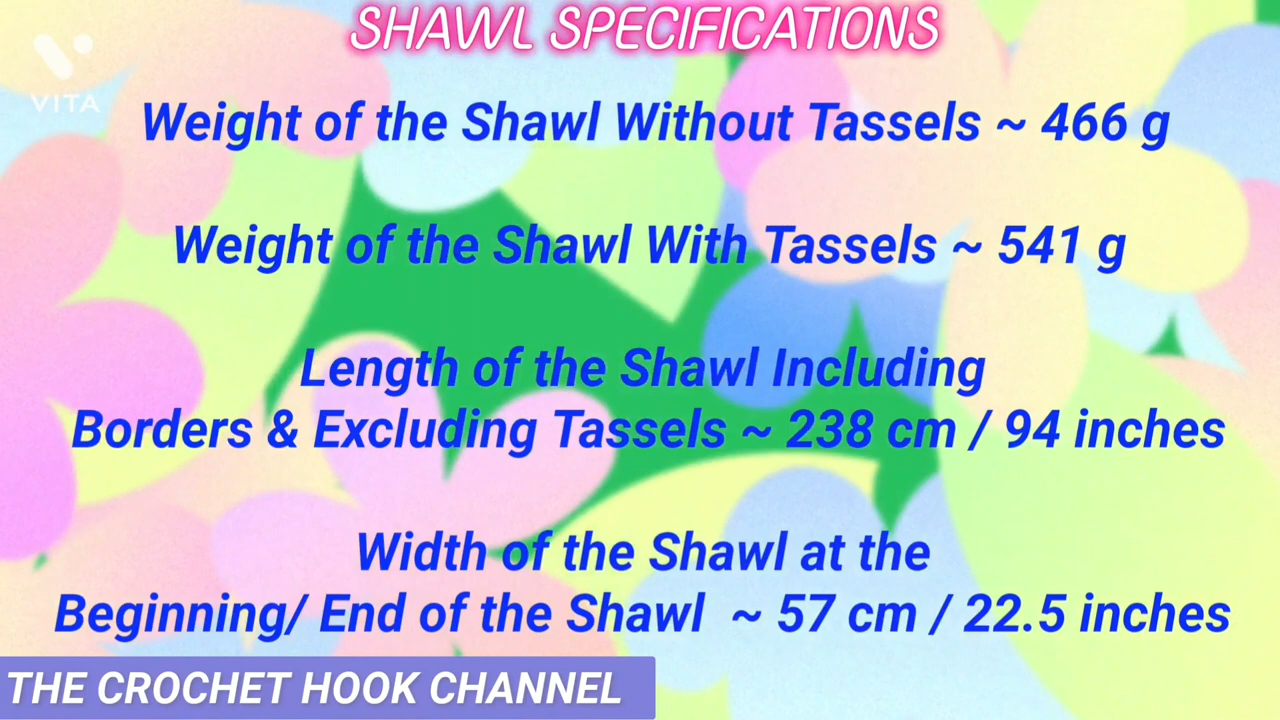 SHAWL SPECIFICATIONS
VITA
Weight of the Shawl Without Tassels ~ 466 g
Weight of the Shawl With Tassels ~ 541 g
Length of the Shawl Including
Borders & Excluding Tassels ~ 238 cm / 94 inches
Width of the Shawl at the
Beginning/ End of the Shawl ~ 57 cm / 22.5 inches
THE CROCHET HOOK CHANNEL